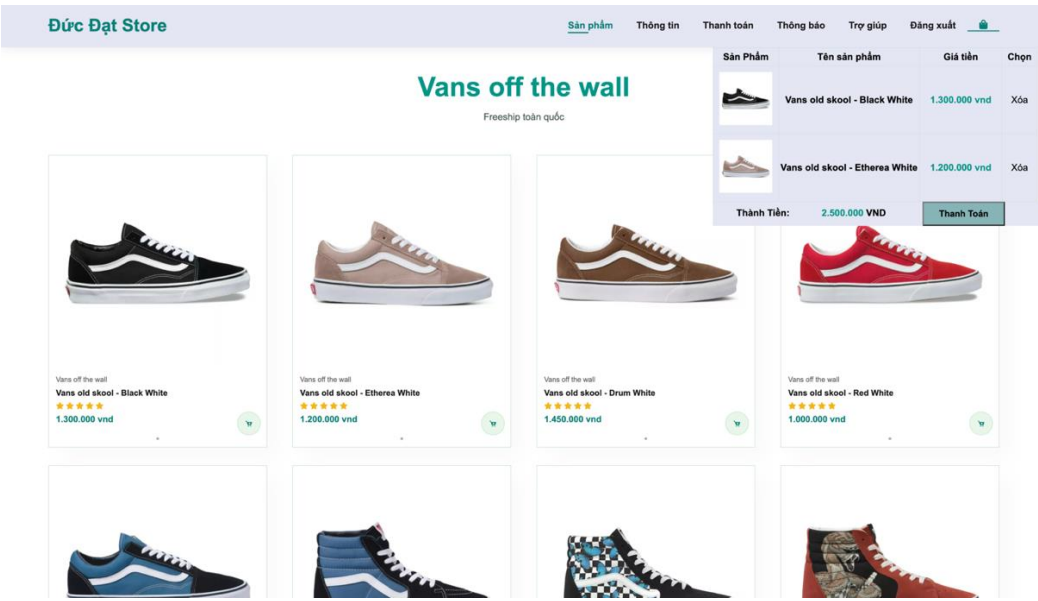 Đức Đạt Store
Sản phẩm Thông tin Thanh toán Thông báo Trợ giúp Đăng xuất
Sản Phẩm Tên sản phẩm Giá tiền Chọn
Vans old skool - Black White 1.300.000 vnd Xóa
Vans old skool - Etherea White 1.200.000 vnd Xóa
Thành Tiền: 2.500.000 VND Thanh Toán
Vans off the wall
Freeship toàn quốc
Vans off the wall
Vans old skool - Black White
1.300.000 vnd
Vans off the wall
Vans old skool - Etherea White
1.200.000 vnd
Vans off the wall
Vans old skool - Drum White
1.450.000 vnd
Vans off the wall
Vans old skool - Red White
1.000.000 vnd